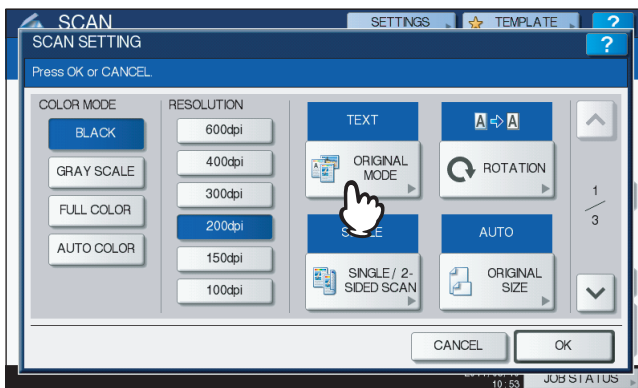 SCAN
SETTINGS
TEMPLATE
?
SCAN SETTING
?
Press OK or CANCEL.
COLOR MODE
BLACK
GRAY SCALE
FULL COLOR
AUTO COLOR
RESOLUTION
600dpi
400dpi
300dpi
200dpi
150dpi
100dpi
TEXT
ORIGINAL
MODE
A A
ROTATION
SINGLE / 2-
SIDED SCAN
AUTO
ORIGINAL
SIZE
1
3
CANCEL
OK
10:53
JOB STATUS